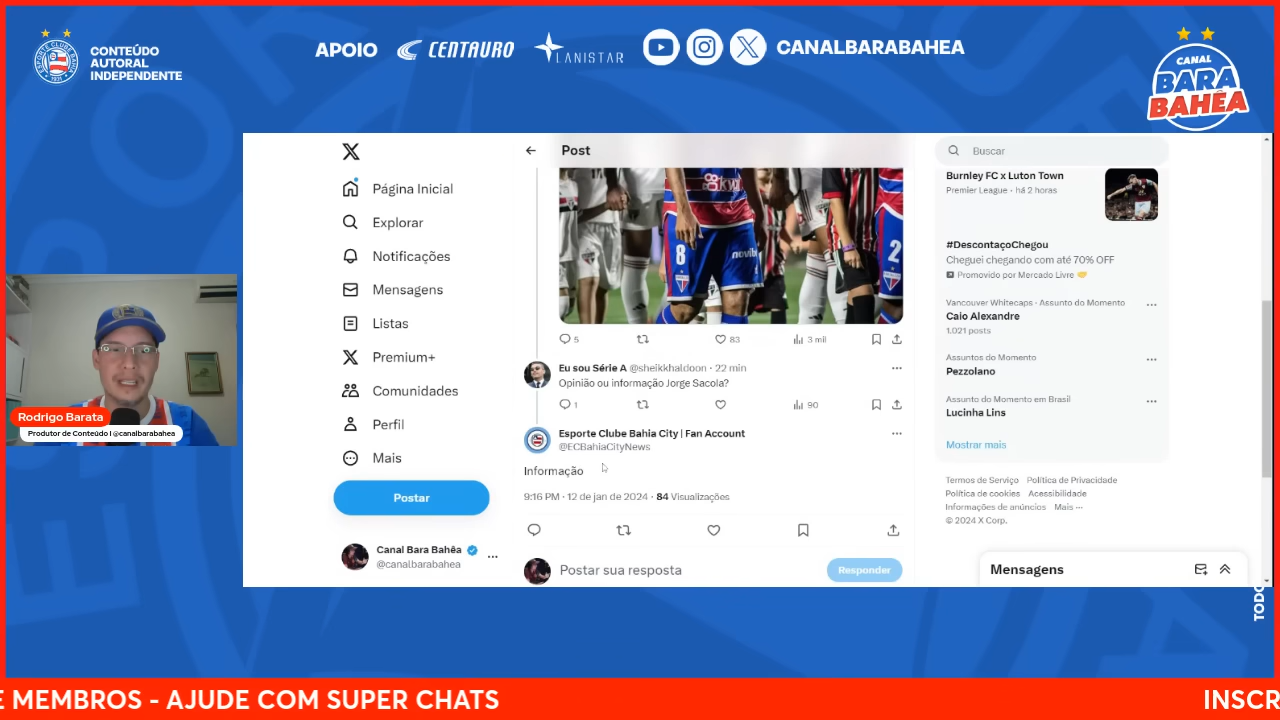 CONTEÚDO
AUTORAL
INDEPENDENTE
APOIO
CENTAURO
LANISTAR
CANALBARABAHEA
CANAL
BARA
BAHÊA
Post
Buscar
Página Inicial
Explorar
Notificações
Mensagens
Listas
Premium+
Comunidades
Perfil
Mais
Postar
Canal Bara Bahêa
@canalbarabahea
8
novibe
2
5
83
3 mil
Eu sou Série A @sheikkhaldoon · 22 min
Opinião ou informação Jorge Sacola?
1
90
Esporte Clube Bahia City | Fan Account
@ECBahiaCityNews
Informação
9:16 PM · 12 de jan de 2024 · 84 Visualizações
Postar sua resposta
Responder
Burnley FC x Luton Town
Premier League · há 2 horas
#DescontaçoChegou
Cheguei chegando com até 70% OFF
Promovido por Mercado Livre
Vancouver Whitecaps · Assunto do Momento
Caio Alexandre
1.021 posts
Assuntos do Momento
Pezzolano
Assunto do Momento em Brasil
Lucinha Lins
Mostrar mais
Termos de Serviço Política de Privacidade
Política de cookies Acessibilidade
Informações de anúncios Mais ···
© 2024 X Corp.
Mensagens
Rodrigo Barata
Produtor de Conteúdo | @canalbarabahea
TODO
E MEMBROS - AJUDE COM SUPER CHATS
INSCR